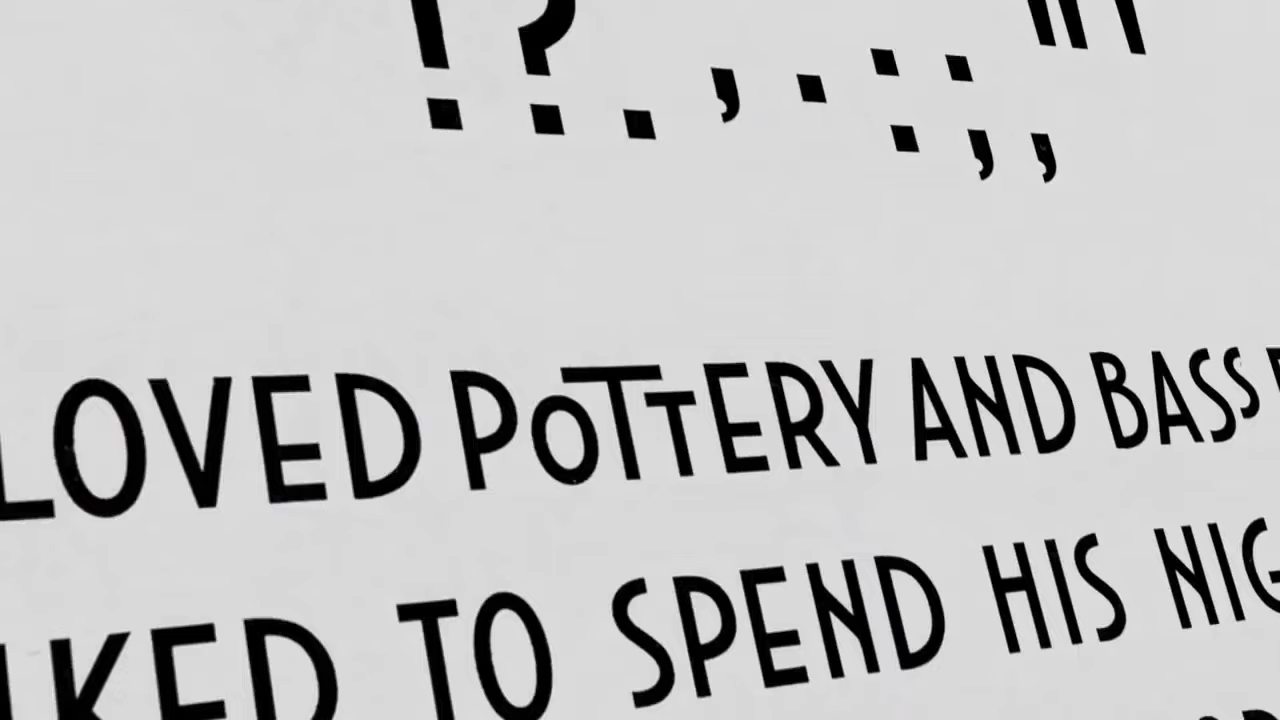 ! ? . , · : ; , "
LOVED POTTERY AND BASS
TO SPEND HIS